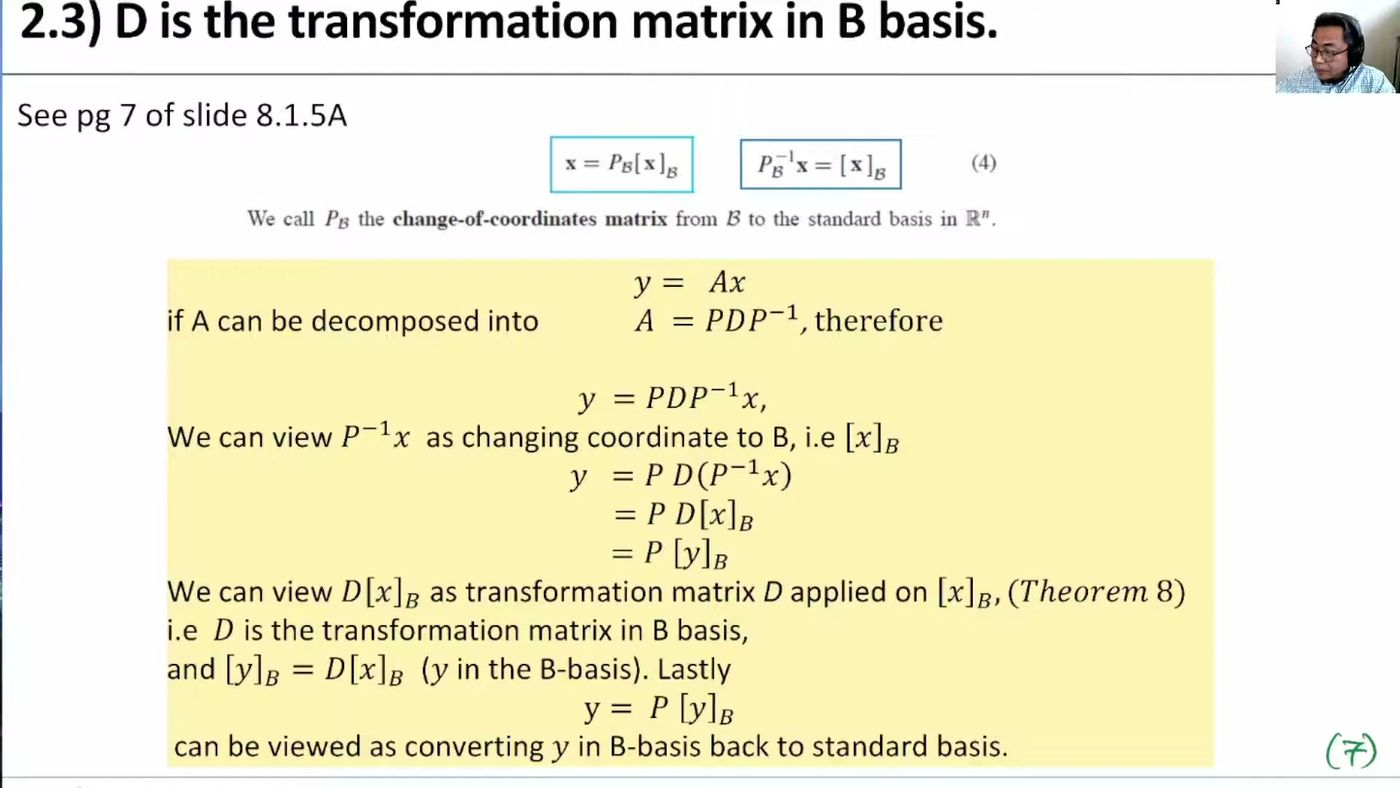 2.3) D is the transformation matrix in B basis.
See pg 7 of slide 8.1.5A
x = P_B[x]_B    P_B^{-1}x = [x]_B    (4)
We call P_B the change-of-coordinates matrix from B to the standard basis in ℝⁿ.
y = Ax
if A can be decomposed into A = PDP^{-1}, therefore
y = PDP^{-1}x,
We can view P^{-1}x as changing coordinate to B, i.e [x]_B
y = P D(P^{-1}x)
= P D[x]_B
= P [y]_B
We can view D[x]_B as transformation matrix D applied on [x]_B, (Theorem 8)
i.e D is the transformation matrix in B basis,
and [y]_B = D[x]_B (y in the B-basis). Lastly
y = P [y]_B
can be viewed as converting y in B-basis back to standard basis.
(7)